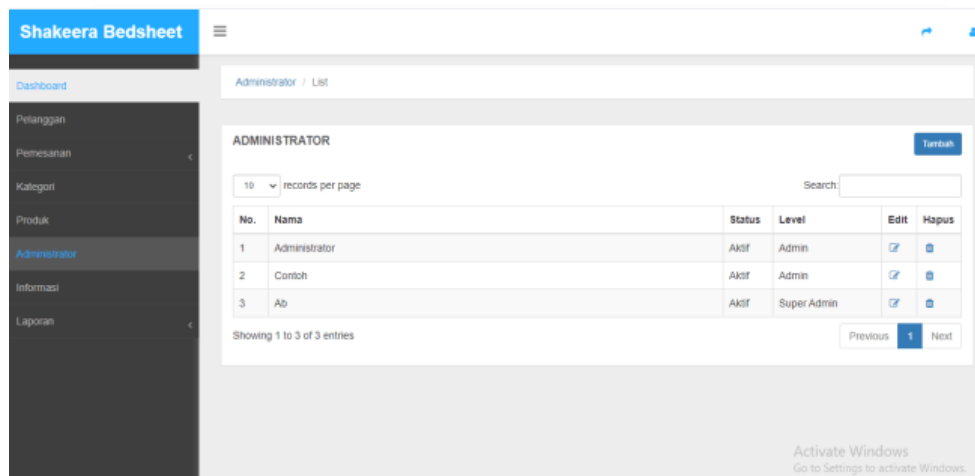 Shakeera Bedsheet
Dashboard
Pelanggan
Pemesanan
Kategori
Produk
Administrator
Informasi
Laporan
Administrator / List
ADMINISTRATOR
Tambah
10 records per page
Search:
No. Nama Status Level Edit Hapus
1 Administrator Aktif Admin
2 Contoh Aktif Admin
3 Ab Aktif Super Admin
Showing 1 to 3 of 3 entries
Previous 1 Next
Activate Windows
Go to Settings to activate Windows.